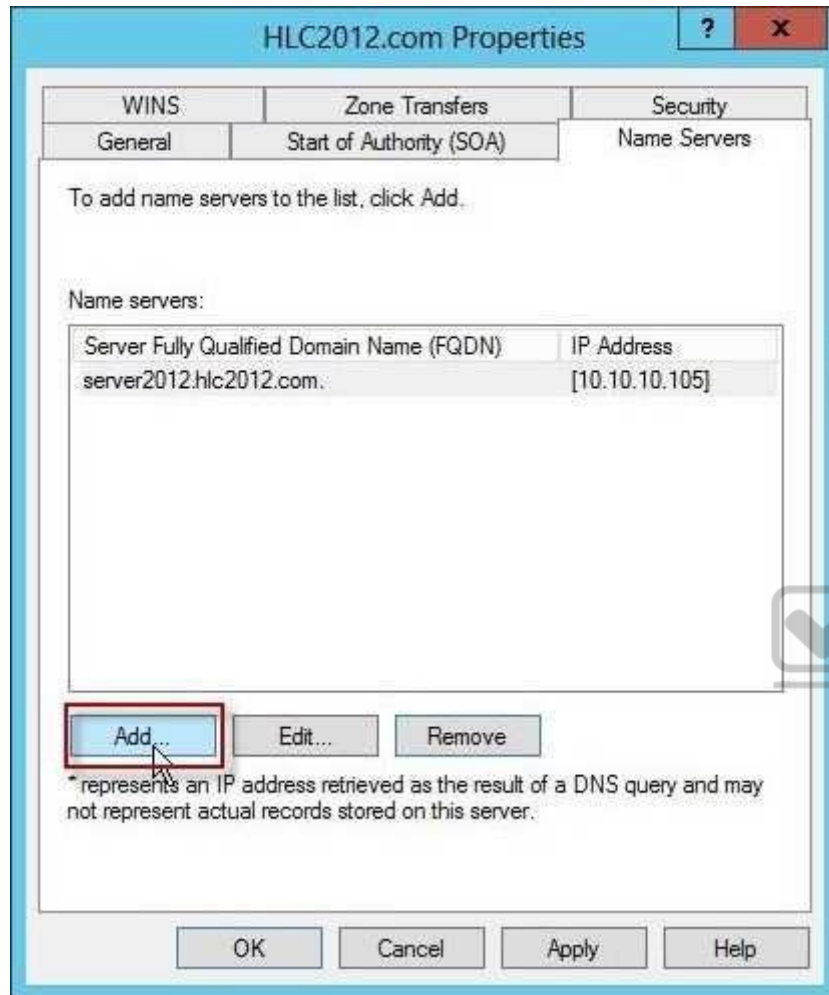 HLC2012.com Properties
? x
WINS Zone Transfers Security
General Start of Authority (SOA) Name Servers
To add name servers to the list, click Add.
Name servers:
Server Fully Qualified Domain Name (FQDN) IP Address
server2012.hlc2012.com. [10.10.10.105]
Add... Edit... Remove
* represents an IP address retrieved as the result of a DNS query and may
not represent actual records stored on this server.
OK Cancel Apply Help